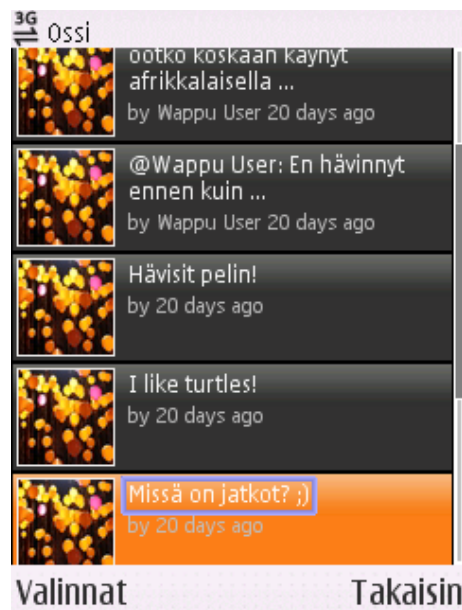 3G
Ossi
ootko koskaan käynyt
afrikkalaisella ...
by Wappu User 20 days ago
@Wappu User: En hävinnyt
ennen kuin ...
by Wappu User 20 days ago
Hävisit pelin!
by 20 days ago
I like turtles!
by 20 days ago
Missä on jatkot? ;)
by 20 days ago
Valinnat
Takaisin